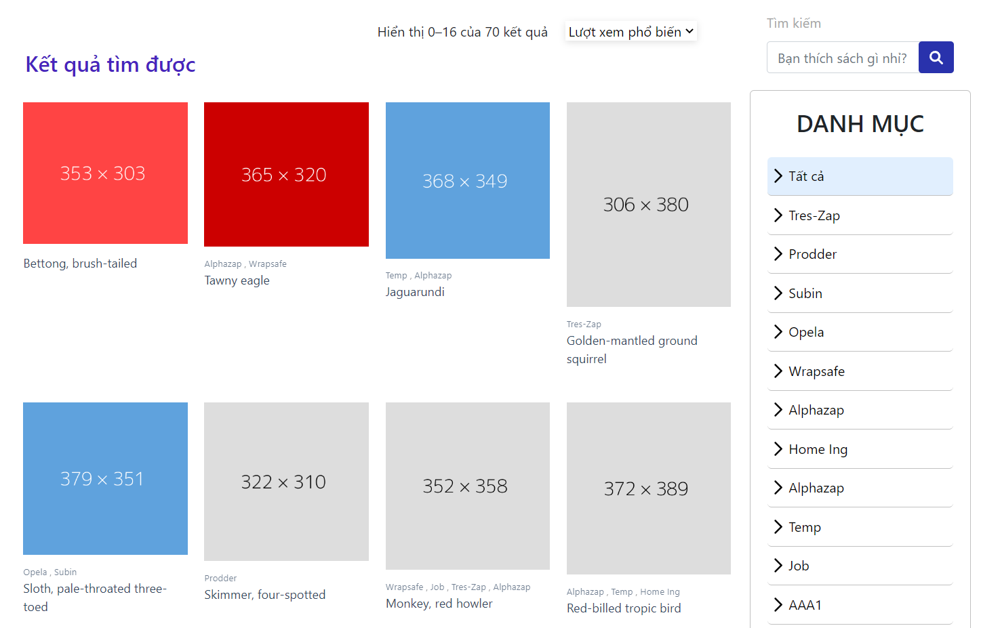 Hiển thị 0–16 của 70 kết quả
Lượt xem phổ biến
Kết quả tìm được
353 × 303
365 × 320
368 × 349
306 × 380
Bettong, brush-tailed
Alphazap , Wrapsafe
Tawny eagle
Temp , Alphazap
Jaguarundi
Tres-Zap
Golden-mantled ground
squirrel
379 × 351
322 × 310
352 × 358
372 × 389
Opela , Subin
Sloth, pale-throated three-
toed
Prodder
Skimmer, four-spotted
Wrapsafe , Job , Tres-Zap , Alphazap
Monkey, red howler
Alphazap , Temp , Home Ing
Red-billed tropic bird
Tìm kiếm
Bạn thích sách gì nhỉ?
DANH MỤC
Tất cả
Tres-Zap
Prodder
Subin
Opela
Wrapsafe
Alphazap
Home Ing
Alphazap
Temp
Job
AAA1